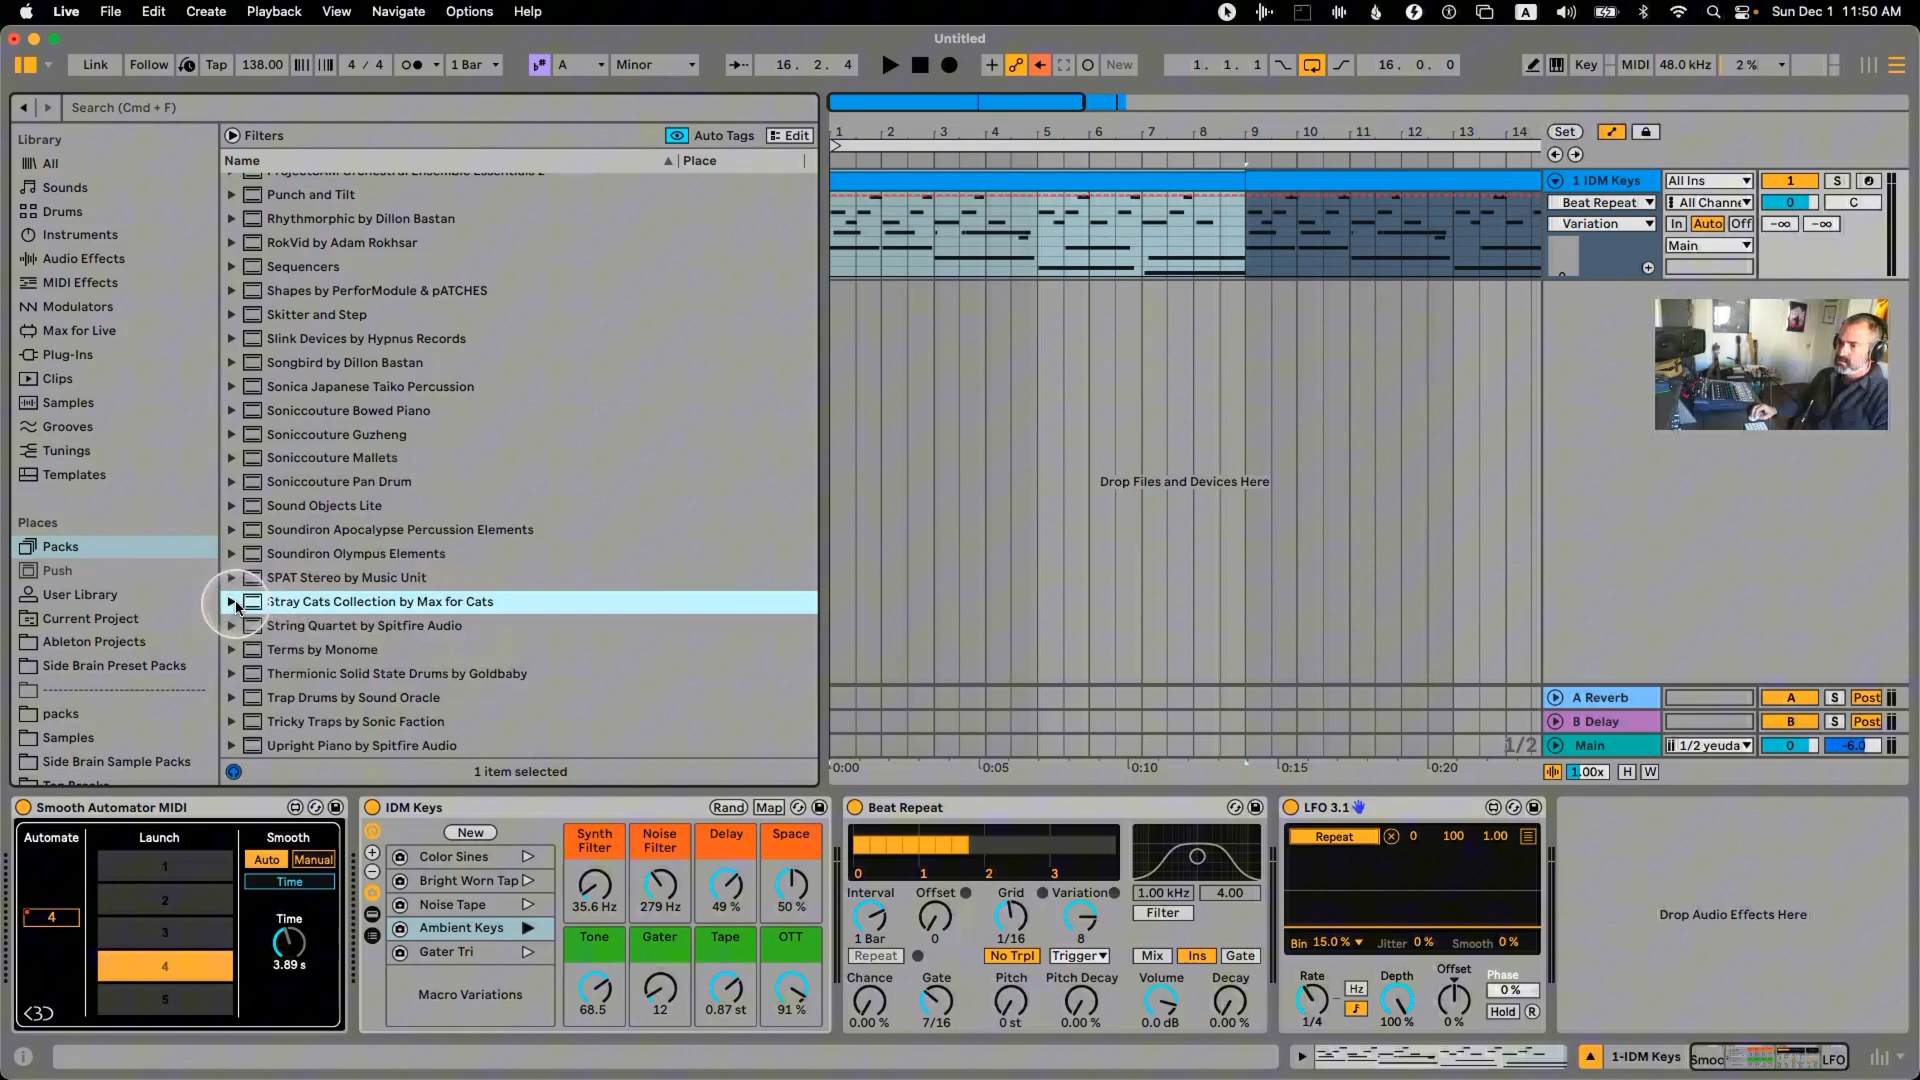 Live File Edit Create Playback View Navigate Options Help
A
Sun Dec 1 11:50 AM
Untitled
Link Follow Tap 138.00 4 / 4 1 Bar A Minor 16. 2. 4 New 1. 1. 1 16. 0. 0 Key MIDI 48.0 kHz 2 %
Search (Cmd + F)
Library
All
Sounds
Drums
Instruments
Audio Effects
MIDI Effects
Modulators
Max for Live
Plug-Ins
Clips
Samples
Grooves
Tunings
Templates
Places
Packs
Push
User Library
Current Project
Ableton Projects
Side Brain Preset Packs
--------------------------
packs
Samples
Side Brain Sample Packs
Filters Auto Tags Edit
Name Place
Punch and Tilt
Rhythmorphic by Dillon Bastan
RokVid by Adam Rokhsar
Sequencers
Shapes by PerforModule & pATCHES
Skitter and Step
Slink Devices by Hypnus Records
Songbird by Dillon Bastan
Sonica Japanese Taiko Percussion
Soniccouture Bowed Piano
Soniccouture Guzheng
Soniccouture Mallets
Soniccouture Pan Drum
Sound Objects Lite
Soundiron Apocalypse Percussion Elements
Soundiron Olympus Elements
SPAT Stereo by Music Unit
Stray Cats Collection by Max for Cats
String Quartet by Spitfire Audio
Terms by Monome
Thermionic Solid State Drums by Goldbaby
Trap Drums by Sound Oracle
Tricky Traps by Sonic Faction
Upright Piano by Spitfire Audio
1 item selected
1 2 3 4 5 6 7 8 9 10 11 12 13 14
Set
1 IDM Keys All Ins 1 S
Beat Repeat All Channe 0 C
Variation In Auto Off -∞ -∞
Main
Drop Files and Devices Here
A Reverb A S Post
B Delay B S Post
1/2 Main 1/2 yeuda 0 -6.0
0:00 0:05 0:10 0:15 0:20
1.00x H W
Smooth Automator MIDI
Automate Launch Smooth
1
2
3
4
5
4
Auto Manual
Time
Time
3.89 s
IDM Keys Rand Map
New
Color Sines
Bright Worn Tap
Noise Tape
Ambient Keys
Gater Tri
Macro Variations
Synth Filter Noise Filter Delay Space
35.6 Hz 279 Hz 49 % 50 %
Tone Gater Tape OTT
68.5 12 0.87 st 91 %
Beat Repeat
0 1 2 3
Interval Offset Grid Variation
1 Bar 0 1/16 8
1.00 kHz 4.00
Filter
Repeat No Trpl Trigger Mix Ins Gate
Chance Gate Pitch Pitch Decay Volume Decay
0.00 % 7/16 0 st 0.00 % 0.0 dB 0.00 %
LFO 3.1
Repeat 0 100 1.00
Bin 15.0 % Jitter 0 % Smooth 0 %
Rate Depth Offset Phase
Hz 0 %
Hold R
1/4 100 % 0 %
Drop Audio Effects Here
1-IDM Keys Smoo LFO